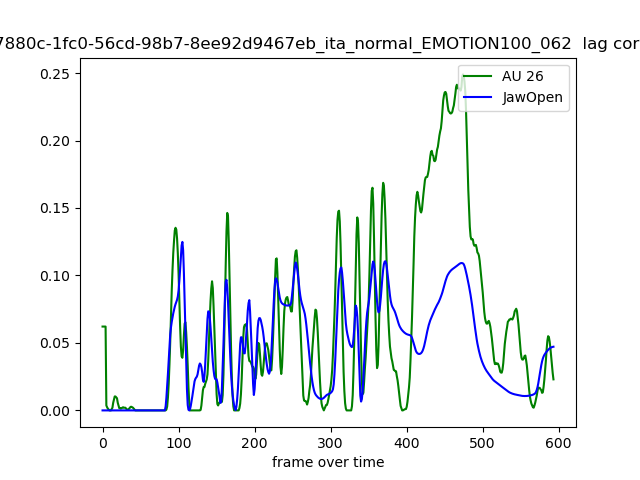 7880c-1fc0-56cd-98b7-8ee92d9467eb_ita_normal_EMOTION100_062 lag cor
AU 26
JawOpen
0.25
0.20
0.15
0.10
0.05
0.00
0 100 200 300 400 500 600
frame over time